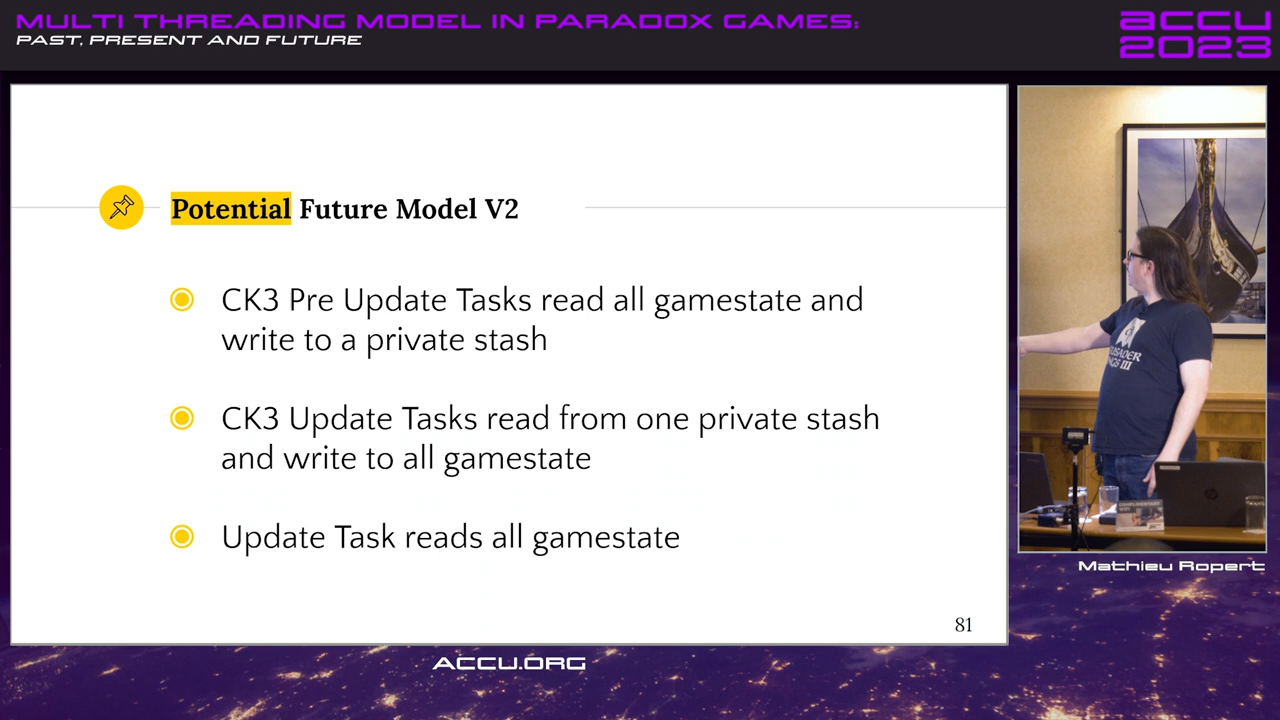 MULTI THREADING MODEL IN PARADOX GAMES:
PAST, PRESENT AND FUTURE
ACCU
2023
Potential Future Model V2
CK3 Pre Update Tasks read all gamestate and
write to a private stash
CK3 Update Tasks read from one private stash
and write to all gamestate
Update Task reads all gamestate
81
Mathieu Ropert
ACCU.ORG